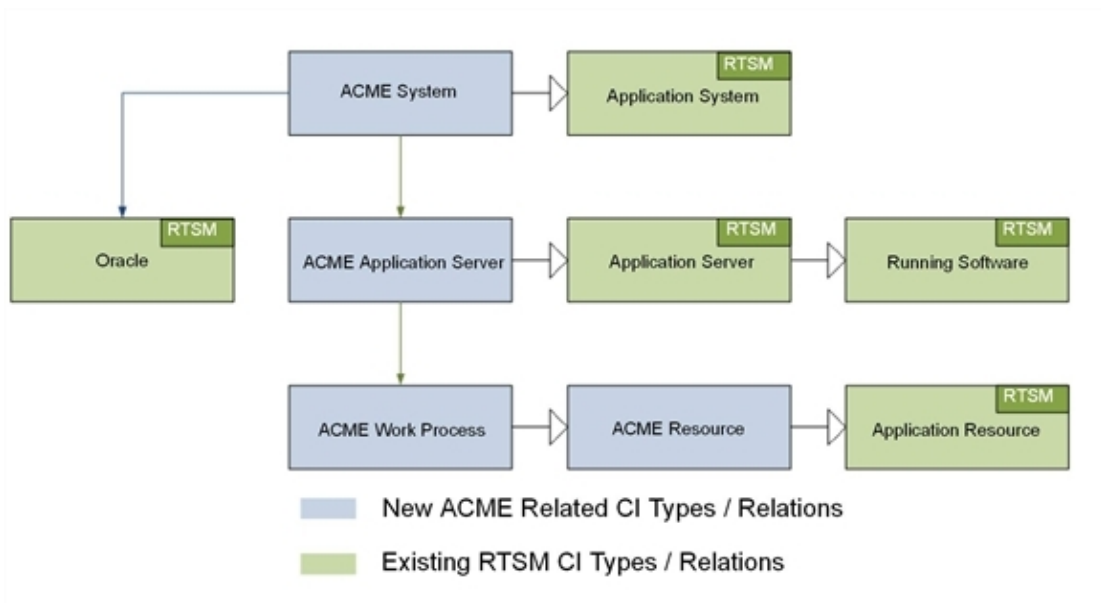 ACME System
RTSM
Application System
RTSM
Oracle
ACME Application Server
RTSM
Application Server
RTSM
Running Software
ACME Work Process
ACME Resource
RTSM
Application Resource
New ACME Related CI Types / Relations
Existing RTSM CI Types / Relations